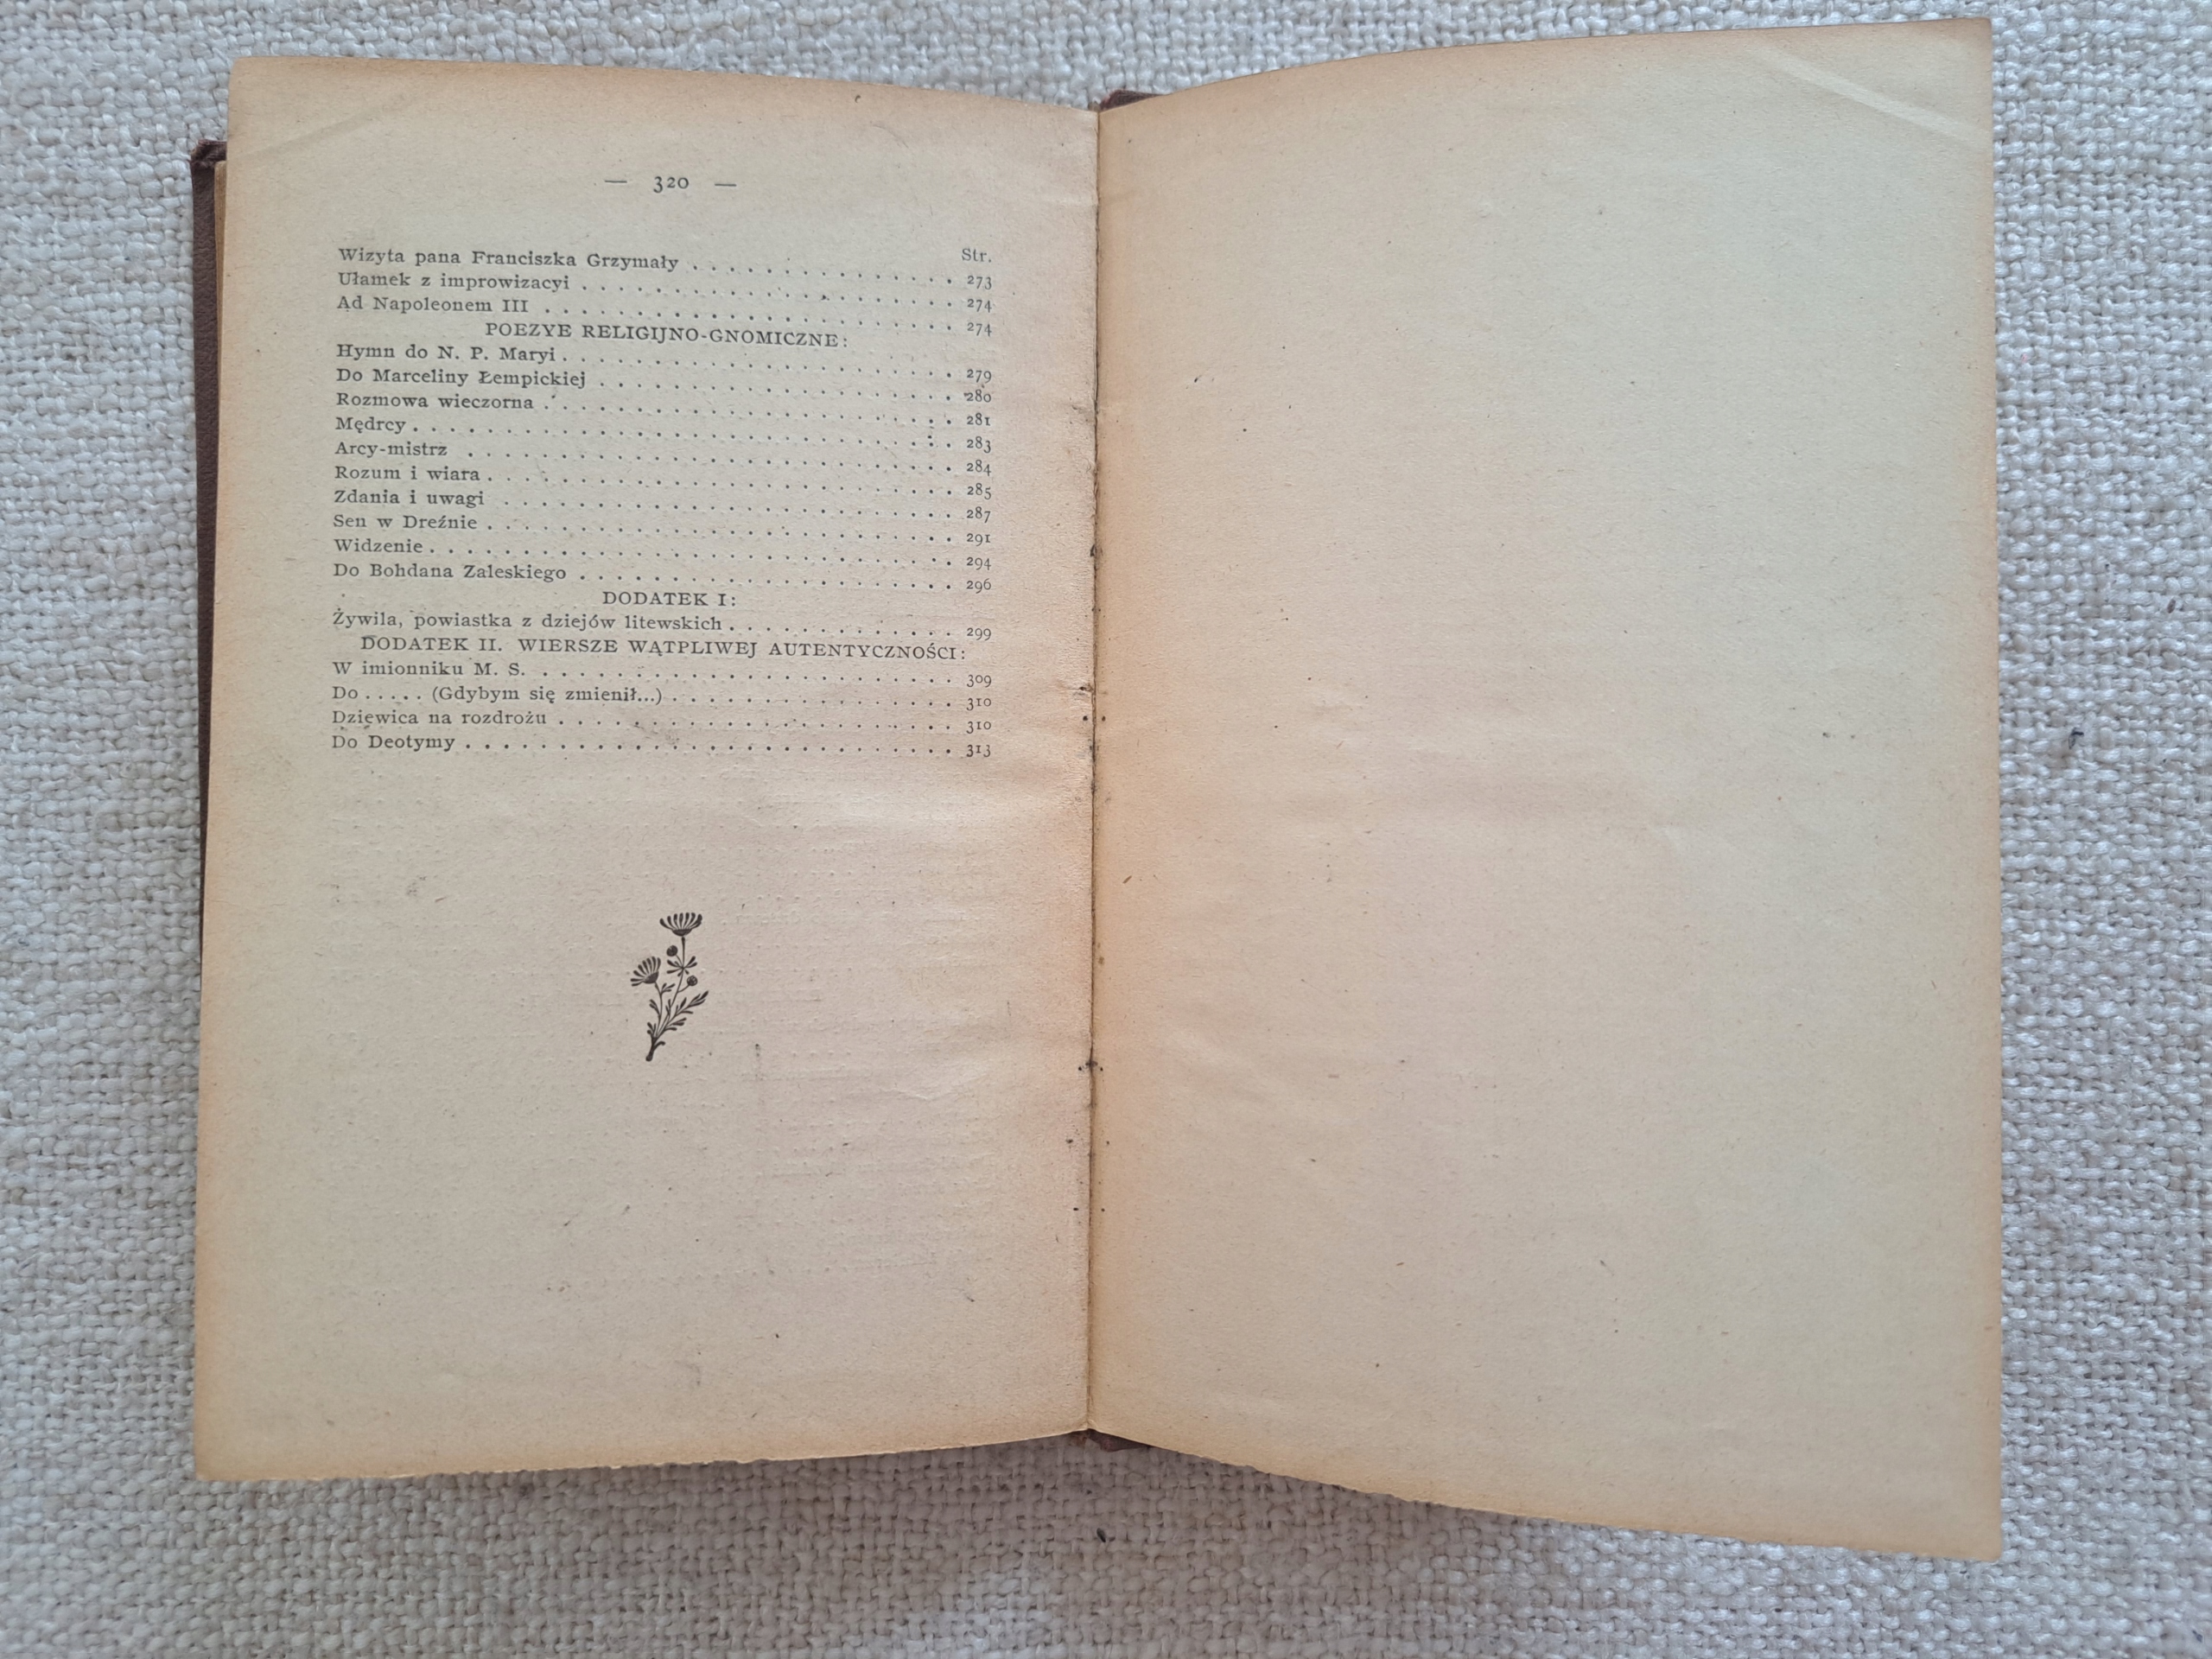 — 320 —
Str.
Wizyta pana Franciszka Grzymały . . . . . . . . . . . . . . . 273
Ułamek z improwizacyi . . . . . . . . . . . . . . . . . . . . 274
Ad Napoleonem III . . . . . . . . . . . . . . . . . . . . . . 274
POEZYE RELIGIJNO-GNOMICZNE:
Hymn do N. P. Maryi . . . . . . . . . . . . . . . . . . . . . 279
Do Marceliny Łempickiej . . . . . . . . . . . . . . . . . . . 280
Rozmowa wieczorna . . . . . . . . . . . . . . . . . . . . . . 281
Mędrcy . . . . . . . . . . . . . . . . . . . . . . . . . . . 283
Arcy-mistrz . . . . . . . . . . . . . . . . . . . . . . . . . 284
Rozum i wiara . . . . . . . . . . . . . . . . . . . . . . . . 285
Zdania i uwagi . . . . . . . . . . . . . . . . . . . . . . . 287
Sen w Dreźnie . . . . . . . . . . . . . . . . . . . . . . . . 291
Widzenie . . . . . . . . . . . . . . . . . . . . . . . . . . 294
Do Bohdana Zaleskiego . . . . . . . . . . . . . . . . . . . . 296
DODATEK I:
Żywila, powiastka z dziejów litewskich . . . . . . . . . . . . 299
DODATEK II. WIERSZE WĄTPLIWEJ AUTENTYCZNOŚCI:
W imionniku M. S. . . . . . . . . . . . . . . . . . . . . . . 309
Do . . . . . (Gdybym się zmienił...) . . . . . . . . . . . . . 310
Dziewica na rozdrożu . . . . . . . . . . . . . . . . . . . . . 310
Do Deotymy . . . . . . . . . . . . . . . . . . . . . . . . . 313